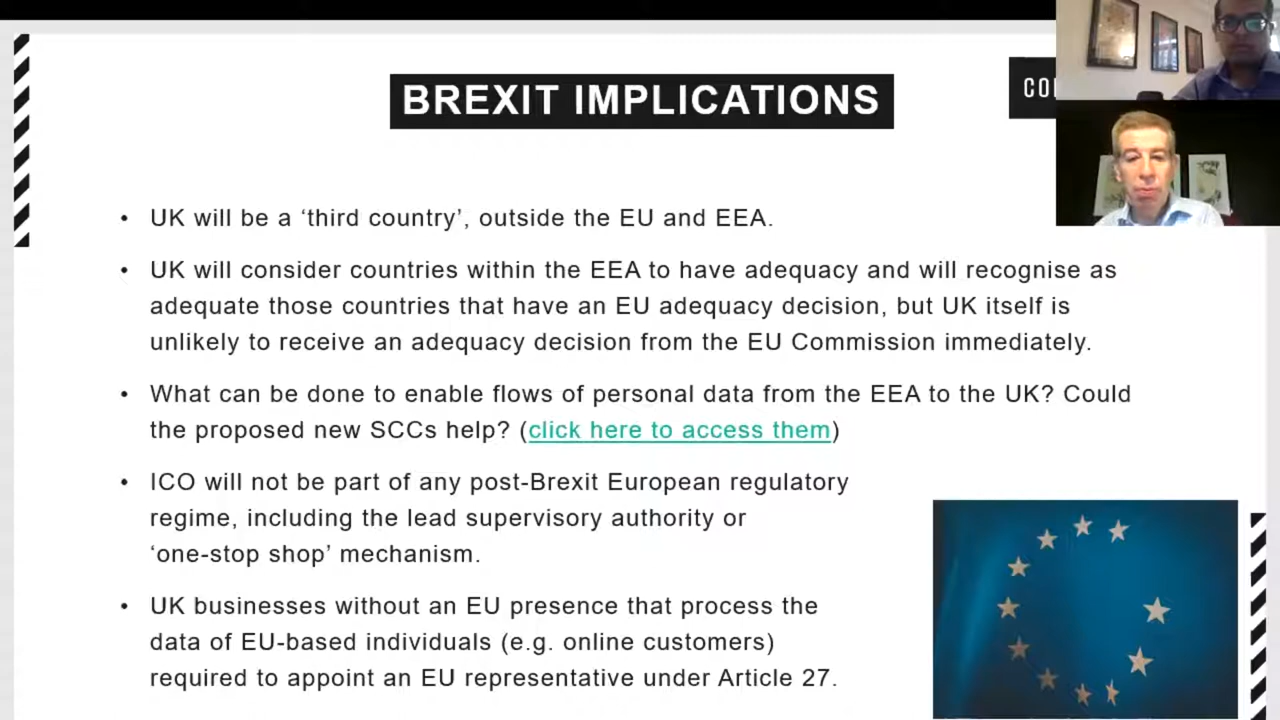 BREXIT IMPLICATIONS
• UK will be a ‘third country’, outside the EU and EEA.
• UK will consider countries within the EEA to have adequacy and will recognise as
adequate those countries that have an EU adequacy decision, but UK itself is
unlikely to receive an adequacy decision from the EU Commission immediately.
• What can be done to enable flows of personal data from the EEA to the UK? Could
the proposed new SCCs help? (click here to access them)
• ICO will not be part of any post-Brexit European regulatory
regime, including the lead supervisory authority or
‘one-stop shop’ mechanism.
• UK businesses without an EU presence that process the
data of EU-based individuals (e.g. online customers)
required to appoint an EU representative under Article 27.